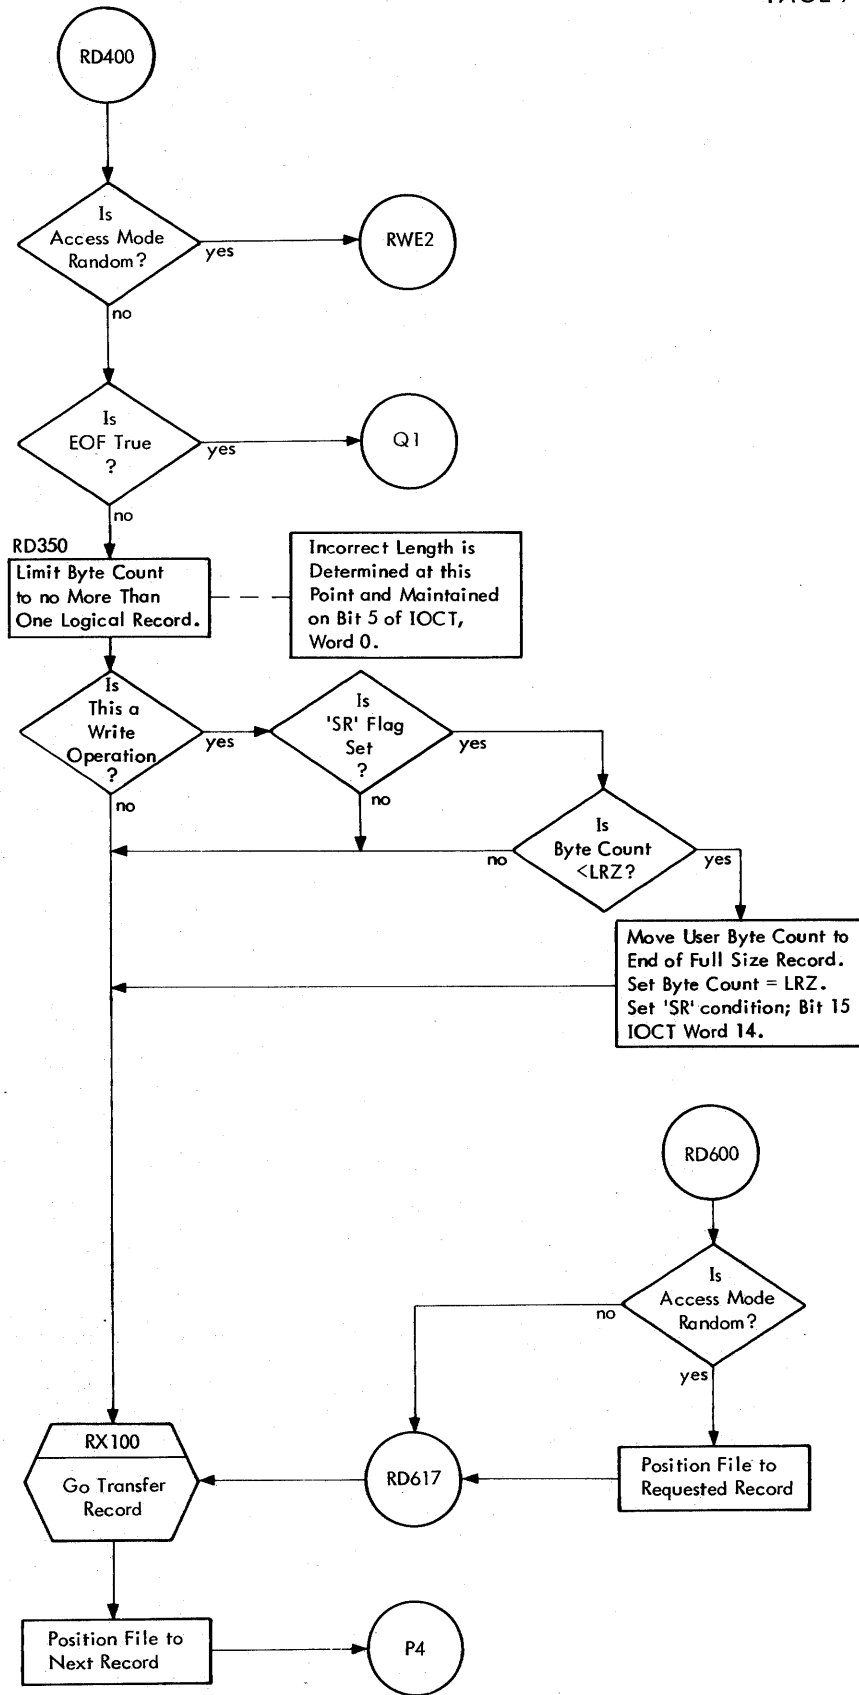 RD400
Is
Access Mode
Random?
yes
RWE2
no
Is
EOF True
?
yes
Q1
no
RD350
Limit Byte Count
to no More Than
One Logical Record.
Incorrect Length is
Determined at this
Point and Maintained
on Bit 5 of IOCT,
Word 0.
Is
This a
Write
Operation
?
yes
no
Is
'SR' Flag
Set
?
yes
no
Is
Byte Count
<LRZ?
no
yes
Move User Byte Count to
End of Full Size Record.
Set Byte Count = LRZ.
Set 'SR' condition; Bit 15
IOCT Word 14.
RD600
Is
Access Mode
Random?
no
yes
RX100
Go Transfer
Record
RD617
Position File to
Requested Record
Position File to
Next Record
P4